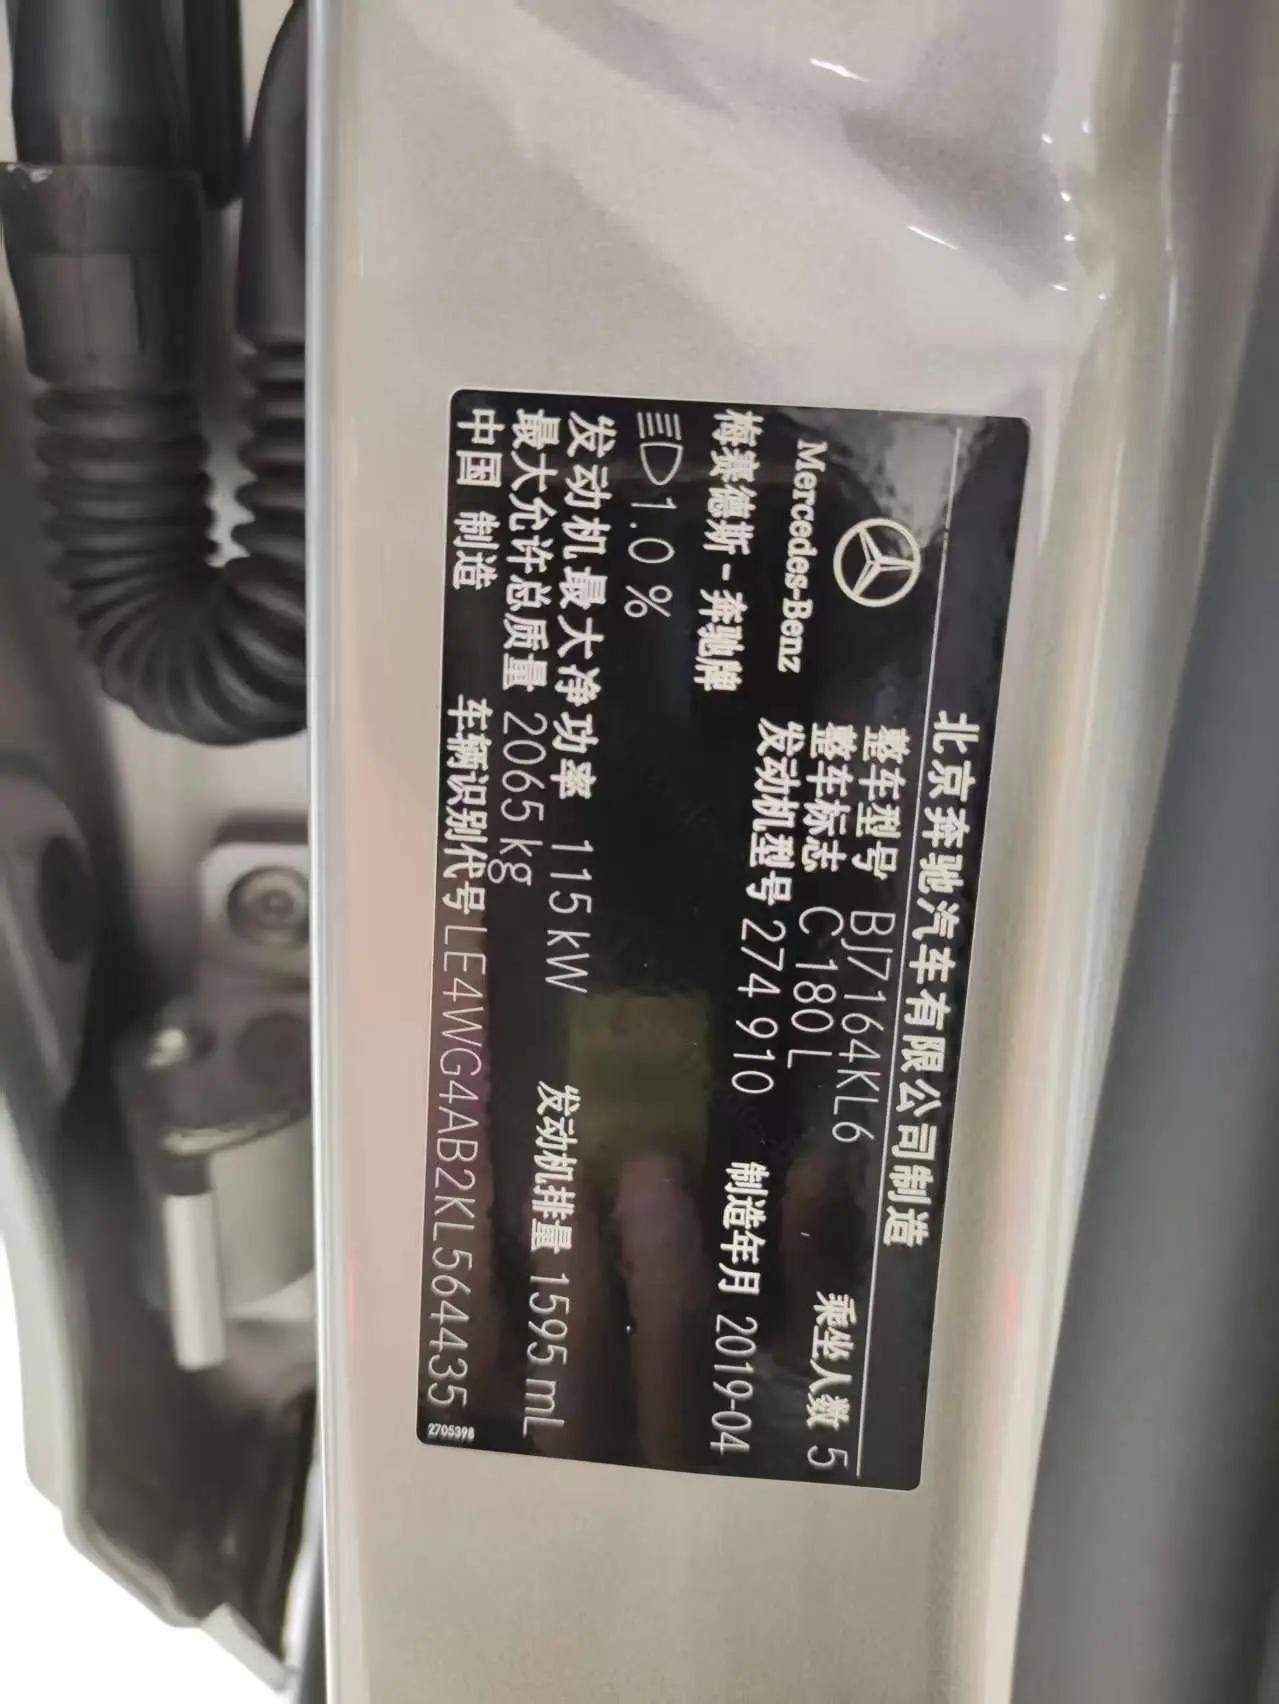 北京奔驰汽车有限公司制造
Mercedes-Benz
整车型号 BJ7164KL6
整车标志 C 180 L
乘坐人数 5
梅赛德斯-奔驰牌
发动机型号 274 910
制造年月 2019-04
1.0 %
发动机最大净功率 115 kW
发动机排量 1595 mL
最大允许总质量 2065 kg
中国 制造
车辆识别代号 LE4WG4AB2KL564435
2705398